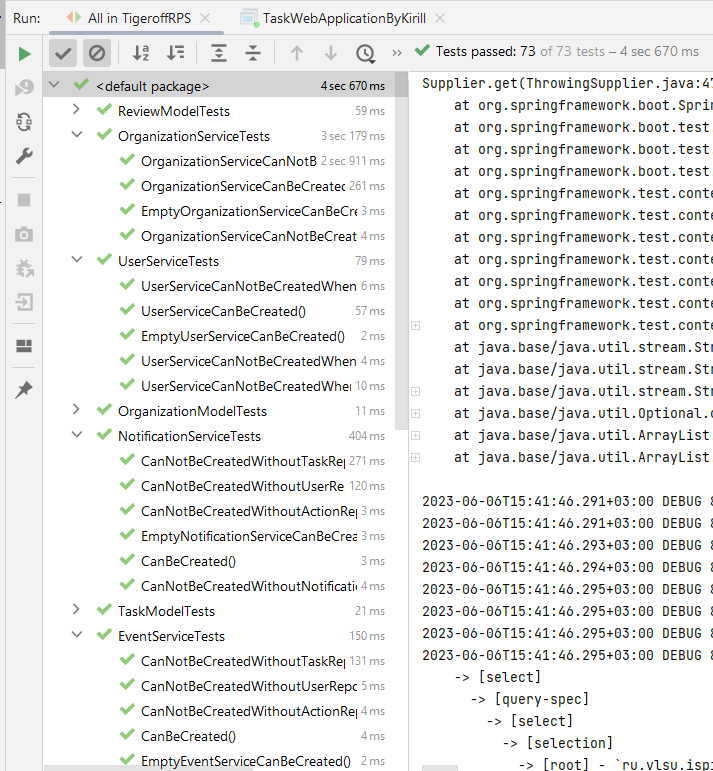 Run: All in TigeroffRPS TaskWebApplicationByKirill
Tests passed: 73 of 73 tests – 4 sec 670 ms
<default package> 4 sec 670 ms
ReviewModelTests 59 ms
OrganizationServiceTests 3 sec 179 ms
OrganizationServiceCanNotB 2 sec 911 ms
OrganizationServiceCanBeCreated 261 ms
EmptyOrganizationServiceCanBeCre 3 ms
OrganizationServiceCanNotBeCreat 4 ms
UserServiceTests 79 ms
UserServiceCanNotBeCreatedWhen 6 ms
UserServiceCanBeCreated() 57 ms
EmptyUserServiceCanBeCreated() 2 ms
UserServiceCanNotBeCreatedWhen 4 ms
UserServiceCanNotBeCreatedWhe 10 ms
OrganizationModelTests 11 ms
NotificationServiceTests 404 ms
CanNotBeCreatedWithoutTaskRep 271 ms
CanNotBeCreatedWithoutUserRe 120 ms
CanNotBeCreatedWithoutActionRep 3 ms
EmptyNotificationServiceCanBeCrea 3 ms
CanBeCreated() 3 ms
CanNotBeCreatedWithoutNotificati 4 ms
TaskModelTests 21 ms
EventServiceTests 150 ms
CanNotBeCreatedWithoutTaskRep 131 ms
CanNotBeCreatedWithoutUserRepo 5 ms
CanNotBeCreatedWithoutActionRep 4 ms
CanBeCreated() 4 ms
EmptyEventServiceCanBeCreated() 2 ms
Supplier.get(ThrowingSupplier.java:47
at org.springframework.boot.Spri
at org.springframework.boot.test
at org.springframework.boot.test
at org.springframework.boot.test
at org.springframework.test.conte
at org.springframework.test.conte
at org.springframework.test.conte
at org.springframework.test.conte
at org.springframework.test.conte
at org.springframework.test.conte
at org.springframework.test.conte
at java.base/java.util.stream.Str
at java.base/java.util.stream.Str
at java.base/java.util.stream.Str
at java.base/java.util.Optional.o
at java.base/java.util.ArrayList
at java.base/java.util.ArrayList
2023-06-06T15:41:46.291+03:00 DEBUG 8
2023-06-06T15:41:46.291+03:00 DEBUG 8
2023-06-06T15:41:46.293+03:00 DEBUG 8
2023-06-06T15:41:46.294+03:00 DEBUG 8
2023-06-06T15:41:46.295+03:00 DEBUG 8
2023-06-06T15:41:46.295+03:00 DEBUG 8
2023-06-06T15:41:46.295+03:00 DEBUG 8
2023-06-06T15:41:46.295+03:00 DEBUG 8
-> [select]
-> [query-spec]
-> [select]
-> [selection]
-> [root] - `ru.vlsu.ispi